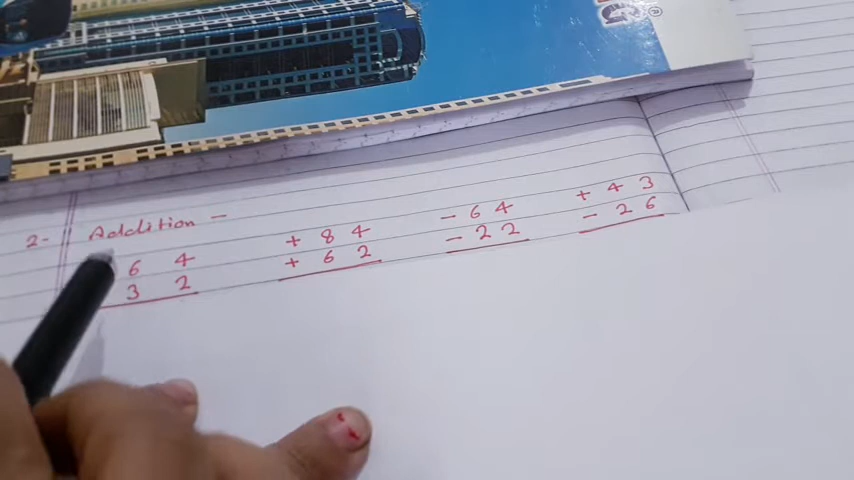 2- Addition -
6 4 + 8 4 - 6 4 + 4 3
3 2 + 6 2 - 2 2 - 2 6